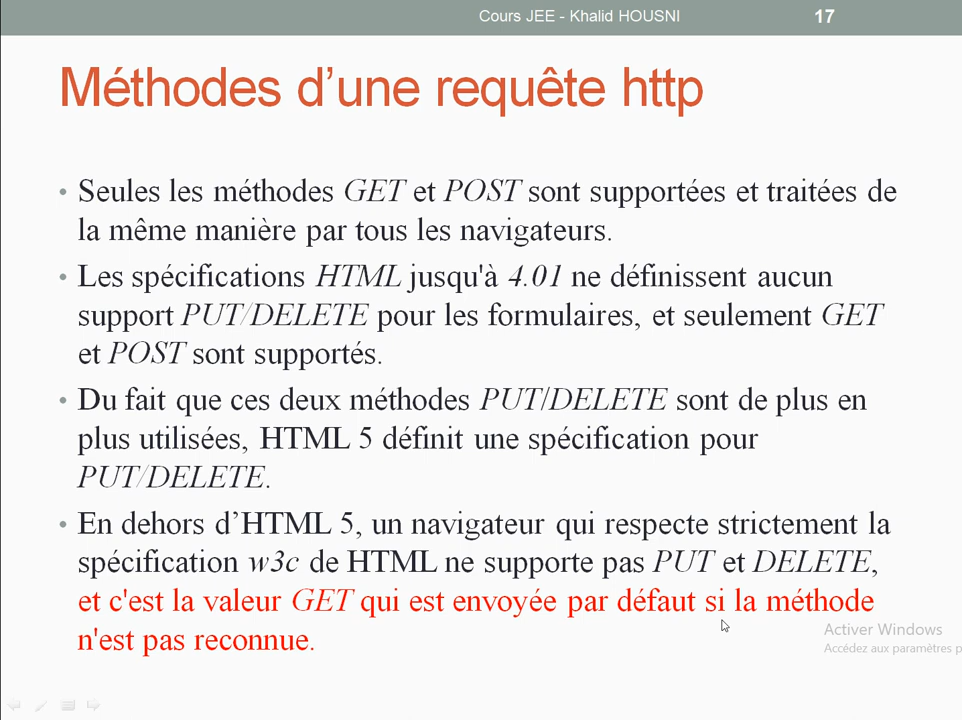 Cours JEE - Khalid HOUSNI 17
Méthodes d'une requête http
• Seules les méthodes GET et POST sont supportées et traitées de
la même manière par tous les navigateurs.
• Les spécifications HTML jusqu'à 4.01 ne définissent aucun
support PUT/DELETE pour les formulaires, et seulement GET
et POST sont supportés.
• Du fait que ces deux méthodes PUT/DELETE sont de plus en
plus utilisées, HTML 5 définit une spécification pour
PUT/DELETE.
• En dehors d'HTML 5, un navigateur qui respecte strictement la
spécification w3c de HTML ne supporte pas PUT et DELETE,
et c'est la valeur GET qui est envoyée par défaut si la méthode
n'est pas reconnue.
Activer Windows
Accédez aux paramètres p